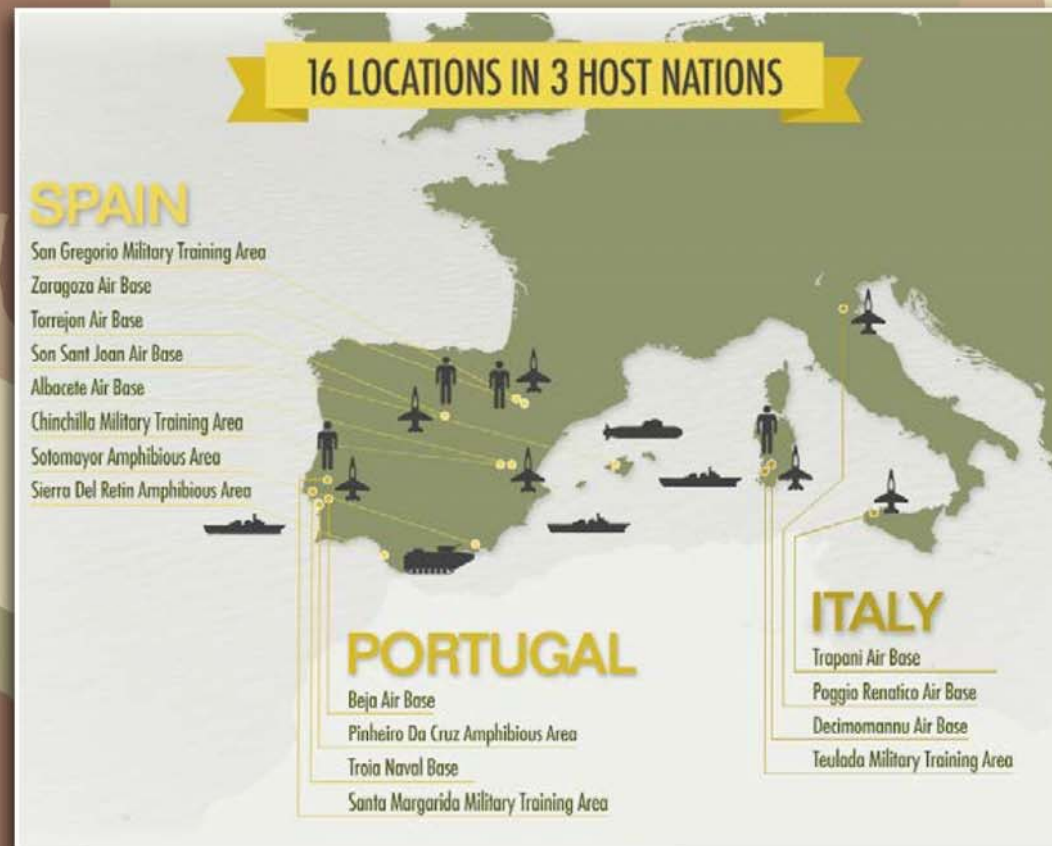 16 LOCATIONS IN 3 HOST NATIONS
SPAIN
San Gregorio Military Training Area
Zaragoza Air Base
Torrejon Air Base
Son Sant Joan Air Base
Albacete Air Base
Chinchilla Military Training Area
Sotomayor Amphibious Area
Sierra Del Retin Amphibious Area
PORTUGAL
Beja Air Base
Pinheiro Da Cruz Amphibious Area
Troia Naval Base
Santa Margarida Military Training Area
ITALY
Trapani Air Base
Poggio Renatico Air Base
Decimomannu Air Base
Teulada Military Training Area